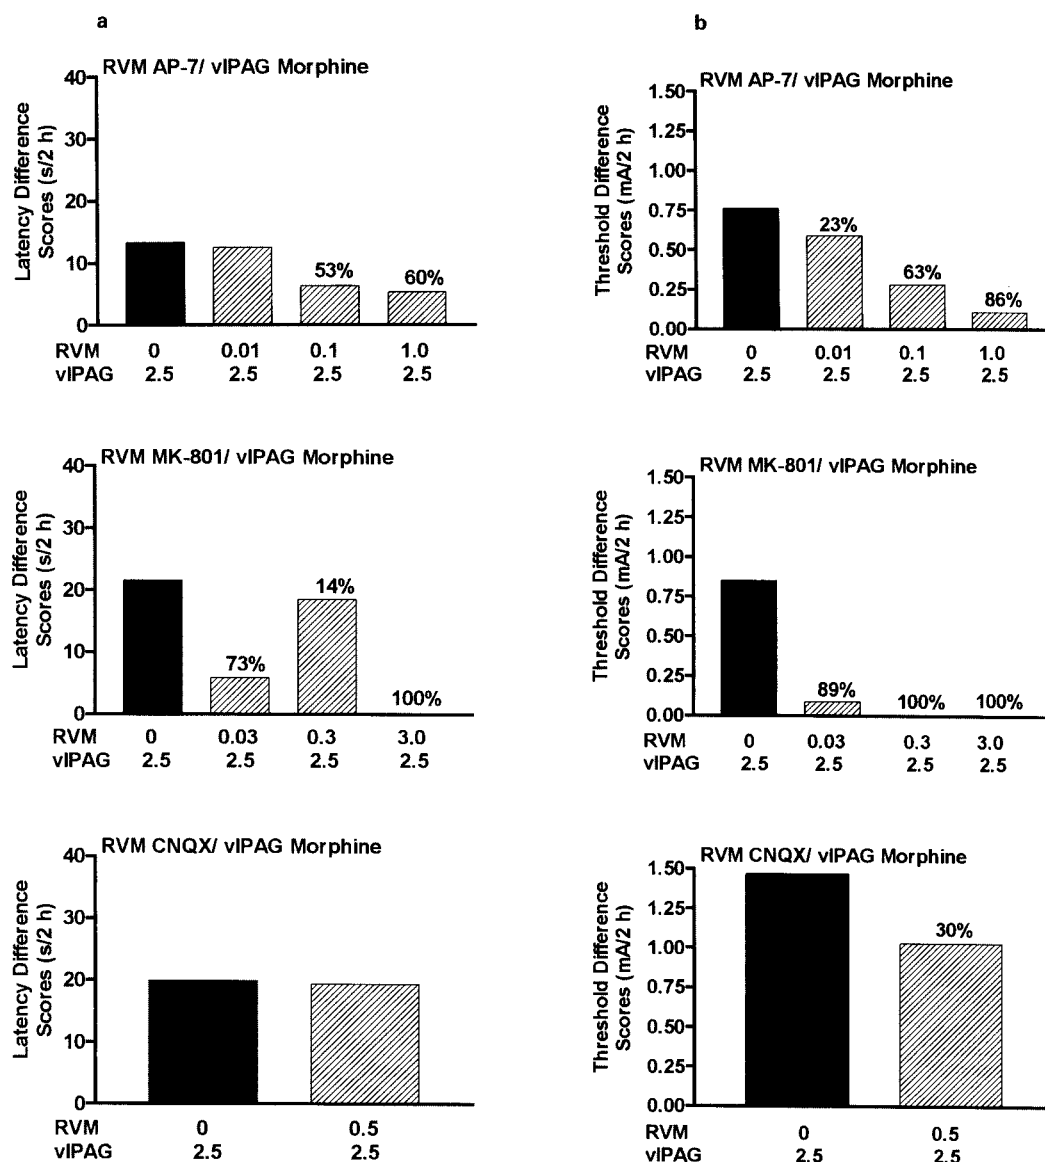 a
RVM AP-7/ vlPAG Morphine
Latency Difference
Scores (s/2 h)
40
30
20
10
0
53%
60%
RVM 0 0.01 0.1 1.0
vlPAG 2.5 2.5 2.5 2.5
RVM MK-801/ vlPAG Morphine
Latency Difference
Scores (s/2 h)
40
30
20
10
0
73%
14%
100%
RVM 0 0.03 0.3 3.0
vlPAG 2.5 2.5 2.5 2.5
RVM CNQX/ vlPAG Morphine
Latency Difference
Scores (s/2 h)
40
30
20
10
0
RVM 0 0.5
vlPAG 2.5 2.5
b
RVM AP-7/ vlPAG Morphine
Threshold Difference
Scores (mA/2 h)
1.50
1.25
1.00
0.75
0.50
0.25
0.00
23%
63%
86%
RVM 0 0.01 0.1 1.0
vlPAG 2.5 2.5 2.5 2.5
RVM MK-801/ vlPAG Morphine
Threshold Difference
Scores (mA/2 h)
1.50
1.25
1.00
0.75
0.50
0.25
0.00
89%
100%
100%
RVM 0 0.03 0.3 3.0
vlPAG 2.5 2.5 2.5 2.5
RVM CNQX/ vlPAG Morphine
Threshold Difference
Scores (mA/2 h)
1.50
1.25
1.00
0.75
0.50
0.25
0.00
30%
RVM 0 0.5
vlPAG 2.5 2.5